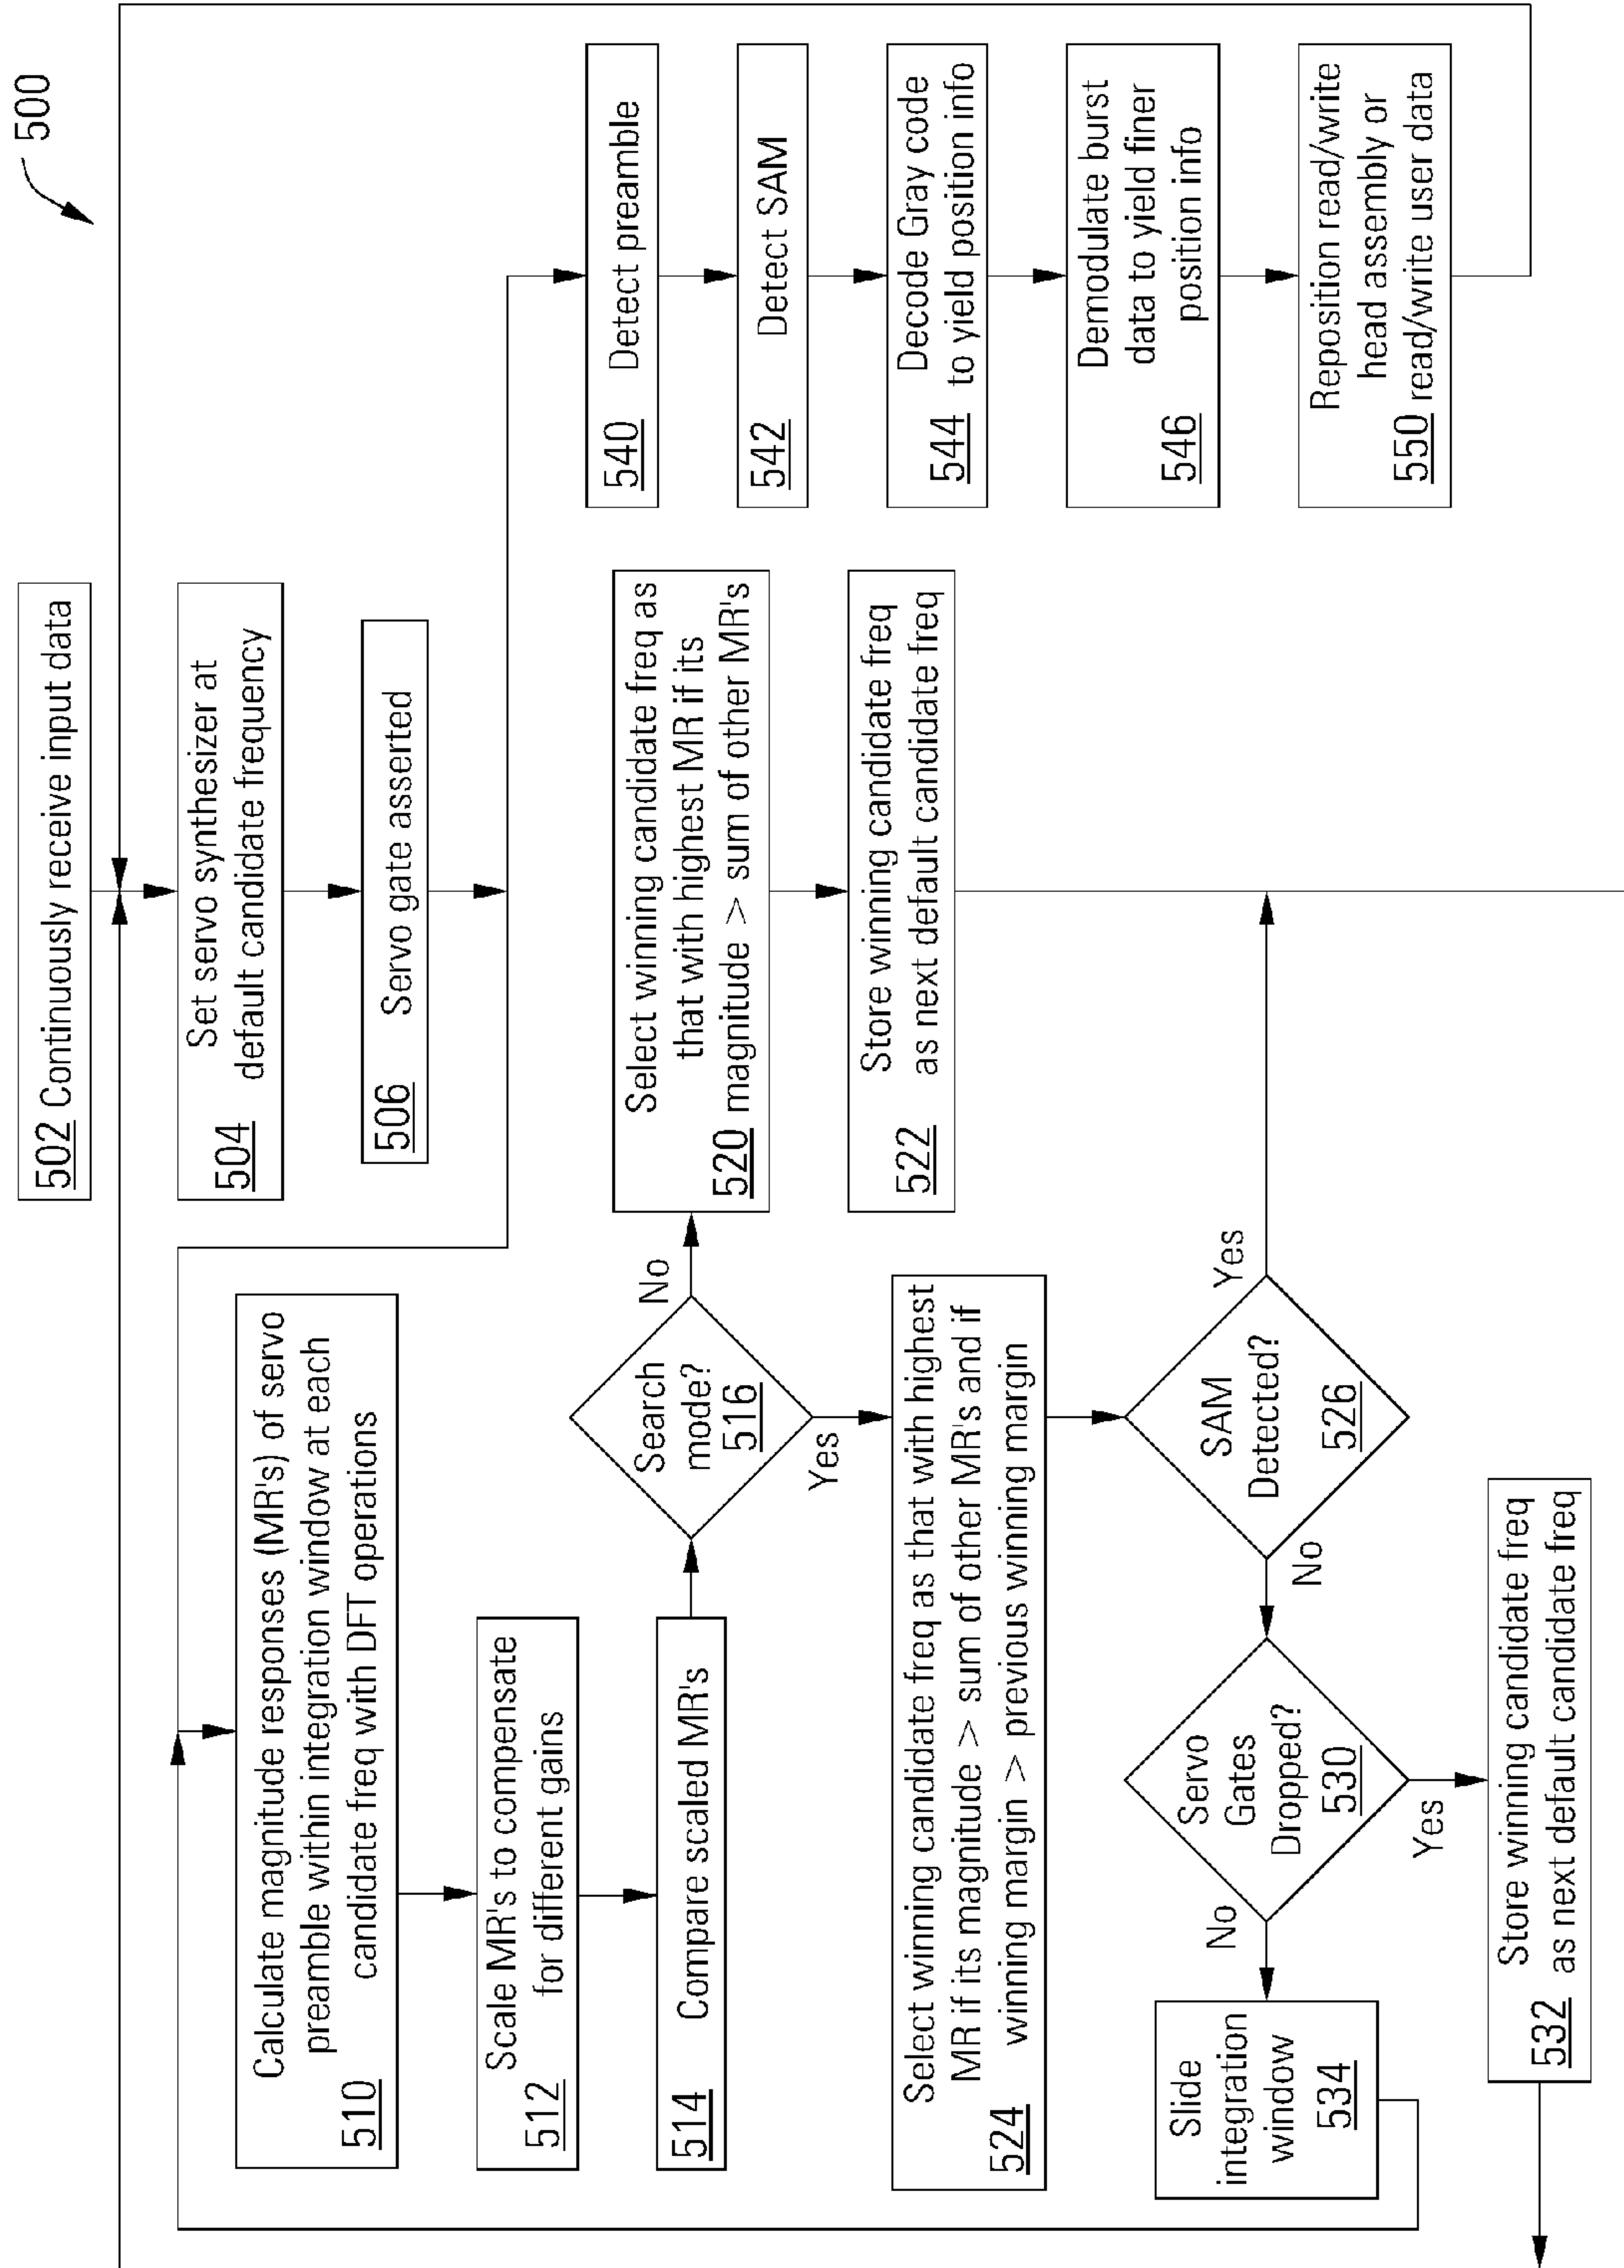 500
502 Continuously receive input data
Set servo synthesizer at
504 default candidate frequency
506 Servo gate asserted
Calculate magnitude responses (MR's) of servo
preamble within integration window at each
510 candidate freq with DFT operations
Scale MR's to compensate
512 for different gains
514 Compare scaled MR's
Search
mode?
516
No
Yes
Select winning candidate freq as
that with highest MR if its
520 magnitude > sum of other MR's
Store winning candidate freq
522 as next default candidate freq
Select winning candidate freq as that with highest
MR if its magnitude > sum of other MR's and if
524 winning margin > previous winning margin
SAM
Detected?
526
Yes
No
Servo
Gates
Dropped?
530
No
Yes
Slide
integration
window
534
Store winning candidate freq
532 as next default candidate freq
540 Detect preamble
542 Detect SAM
Decode Gray code
544 to yield position info
Demodulate burst
data to yield finer
546 position info
Reposition read/write
head assembly or
550 read/write user data